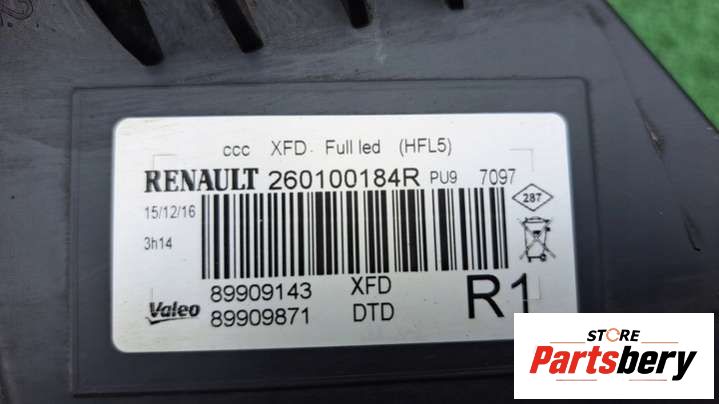 ccc XFD. Full led (HFL5)
RENAULT 260100184R PU9 7097
15/12/16
287
3h14
89909143 XFD
Valeo
89909871 DTD
R1
STORE
Partsbery